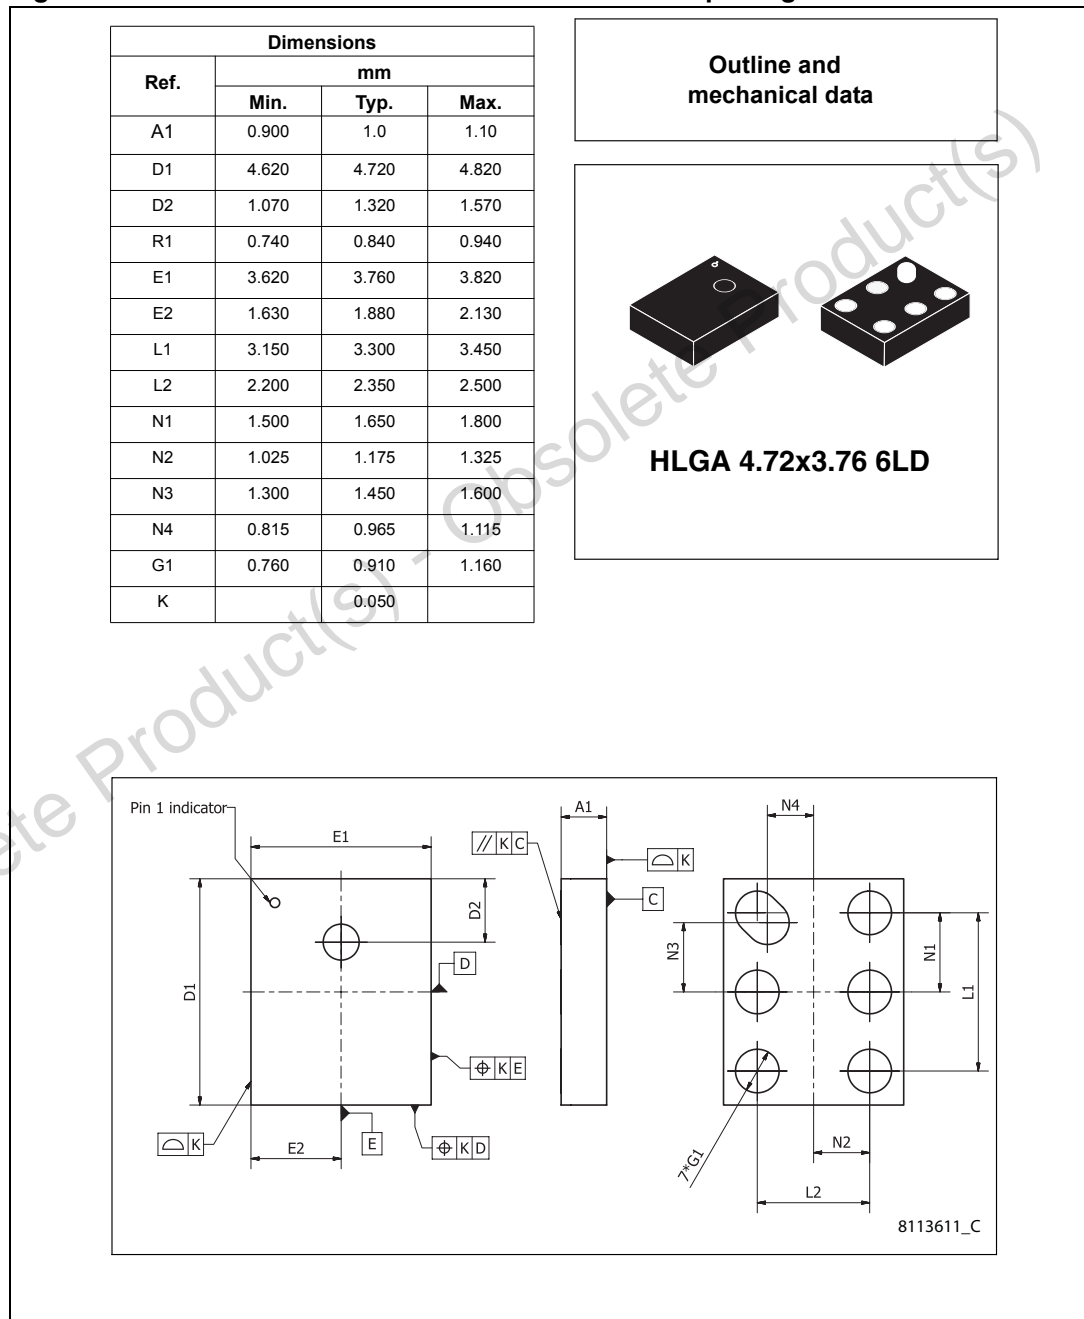 Dimensions
Ref. mm
Min. Typ. Max.
A1 0.900 1.0 1.10
D1 4.620 4.720 4.820
D2 1.070 1.320 1.570
R1 0.740 0.840 0.940
E1 3.620 3.760 3.820
E2 1.630 1.880 2.130
L1 3.150 3.300 3.450
L2 2.200 2.350 2.500
N1 1.500 1.650 1.800
N2 1.025 1.175 1.325
N3 1.300 1.450 1.600
N4 0.815 0.965 1.115
G1 0.760 0.910 1.160
K 0.050
Outline and
mechanical data
HLGA 4.72x3.76 6LD
Product(s) - Obsolete Product(s)
Pin 1 indicator
E1
D1
D2
D
K E
K D
E
E2
K
A1
// K C
K
C
N4
N3
N1
L1
N2
L2
7*G1
8113611_C